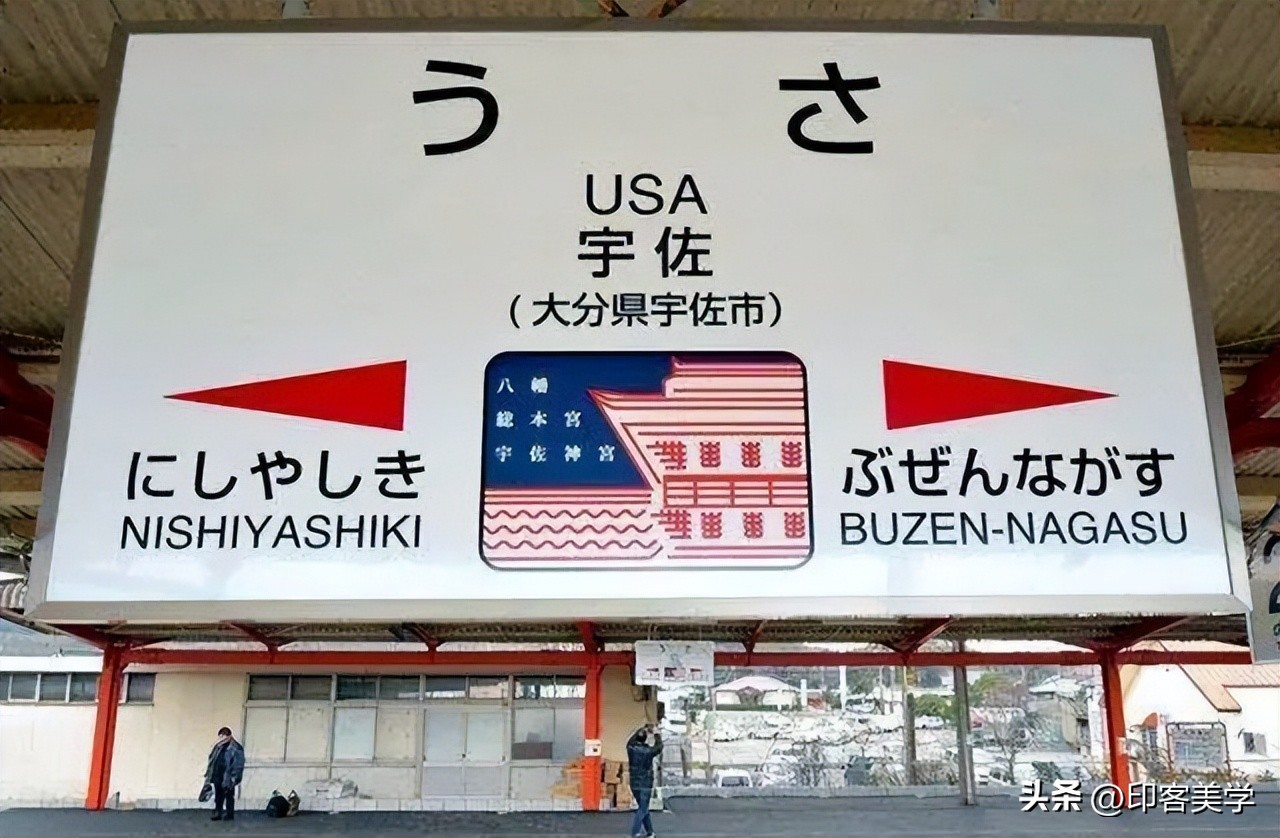 う さ
USA
宇佐
(大分県宇佐市)
八幡
総本宮
宇佐神宮
にしやしき ぶぜんながす
NISHIYASHIKI BUZEN-NAGASU
头条 @印客美学